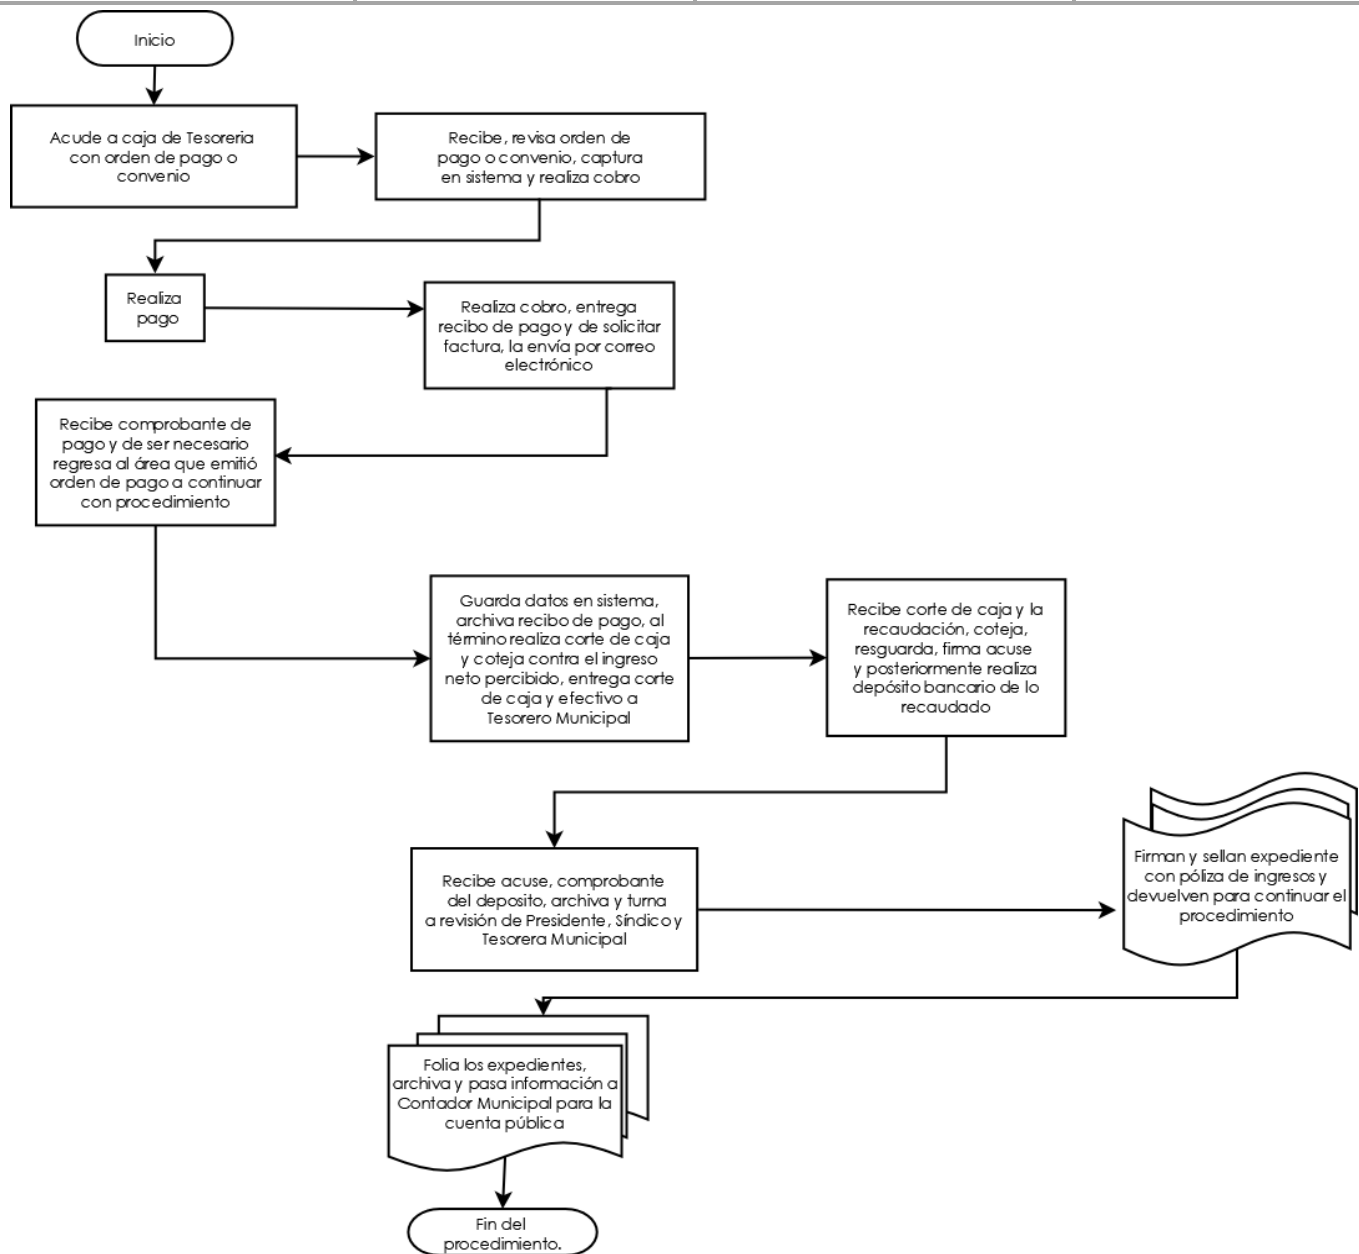 Inicio
Acude a caja de Tesoreria
con orden de pago o
convenio
Recibe, revisa orden de
pago o convenio, captura
en sistema y realiza cobro
Realiza
pago
Realiza cobro, entrega
recibo de pago y de solicitar
factura, la envía por correo
electrónico
Recibe comprobante de
pago y de ser necesario
regresa al área que emitió
orden de pago a continuar
con procedimiento
Guarda datos en sistema,
archiva recibo de pago, al
término realiza corte de caja
y coteja contra el ingreso
neto percibido, entrega corte
de caja y efectivo a
Tesorero Municipal
Recibe corte de caja y la
recaudación, coteja,
resguarda, firma acuse
y posteriormente realiza
depósito bancario de lo
recaudado
Recibe acuse, comprobante
del deposito, archiva y turna
a revisión de Presidente, Síndico y
Tesorera Municipal
Firman y sellan expediente
con póliza de ingresos y
devuelven para continuar el
procedimiento
Folia los expedientes,
archiva y pasa información a
Contador Municipal para la
cuenta pública
Fin del
procedimiento.